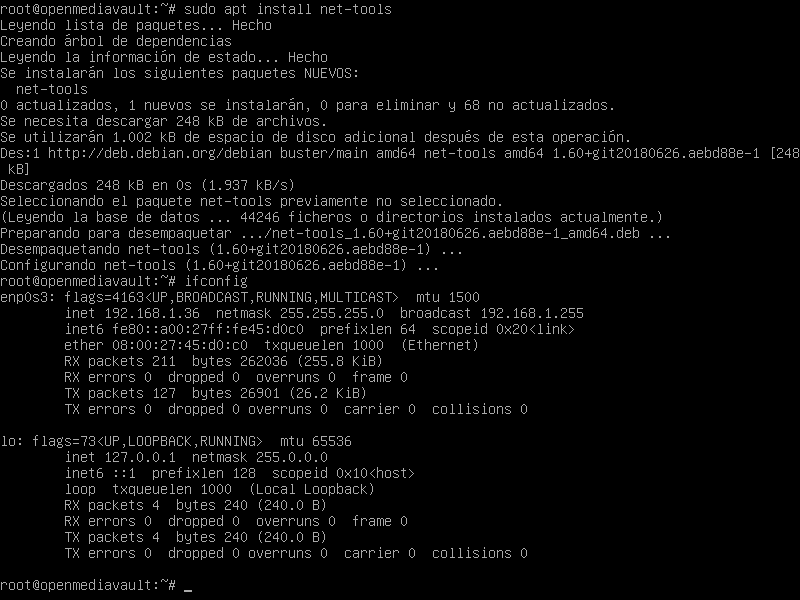 root@openmediavault:~# sudo apt install net-tools
Leyendo lista de paquetes... Hecho
Creando árbol de dependencias
Leyendo la información de estado... Hecho
Se instalarán los siguientes paquetes NUEVOS:
  net-tools
0 actualizados, 1 nuevos se instalarán, 0 para eliminar y 68 no actualizados.
Se necesita descargar 248 kB de archivos.
Se utilizarán 1.002 kB de espacio de disco adicional después de esta operación.
Des:1 http://deb.debian.org/debian buster/main amd64 net-tools amd64 1.60+git20180626.aebd88e-1 [248
 kB]
Descargados 248 kB en 0s (1.937 kB/s)
Seleccionando el paquete net-tools previamente no seleccionado.
(Leyendo la base de datos ... 44246 ficheros o directorios instalados actualmente.)
Preparando para desempaquetar .../net-tools_1.60+git20180626.aebd88e-1_amd64.deb ...
Desempaquetando net-tools (1.60+git20180626.aebd88e-1) ...
Configurando net-tools (1.60+git20180626.aebd88e-1) ...
root@openmediavault:~# ifconfig
enp0s3: flags=4163<UP,BROADCAST,RUNNING,MULTICAST>  mtu 1500
        inet 192.168.1.36  netmask 255.255.255.0  broadcast 192.168.1.255
        inet6 fe80::a00:27ff:fe45:d0c0  prefixlen 64  scopeid 0x20<link>
        ether 08:00:27:45:d0:c0  txqueuelen 1000  (Ethernet)
        RX packets 211  bytes 262036 (255.8 KiB)
        RX errors 0  dropped 0  overruns 0  frame 0
        TX packets 127  bytes 26901 (26.2 KiB)
        TX errors 0  dropped 0 overruns 0  carrier 0  collisions 0

lo: flags=73<UP,LOOPBACK,RUNNING>  mtu 65536
        inet 127.0.0.1  netmask 255.0.0.0
        inet6 ::1  prefixlen 128  scopeid 0x10<host>
        loop  txqueuelen 1000  (Local Loopback)
        RX packets 4  bytes 240 (240.0 B)
        RX errors 0  dropped 0  overruns 0  frame 0
        TX packets 4  bytes 240 (240.0 B)
        TX errors 0  dropped 0 overruns 0  carrier 0  collisions 0

root@openmediavault:~# _